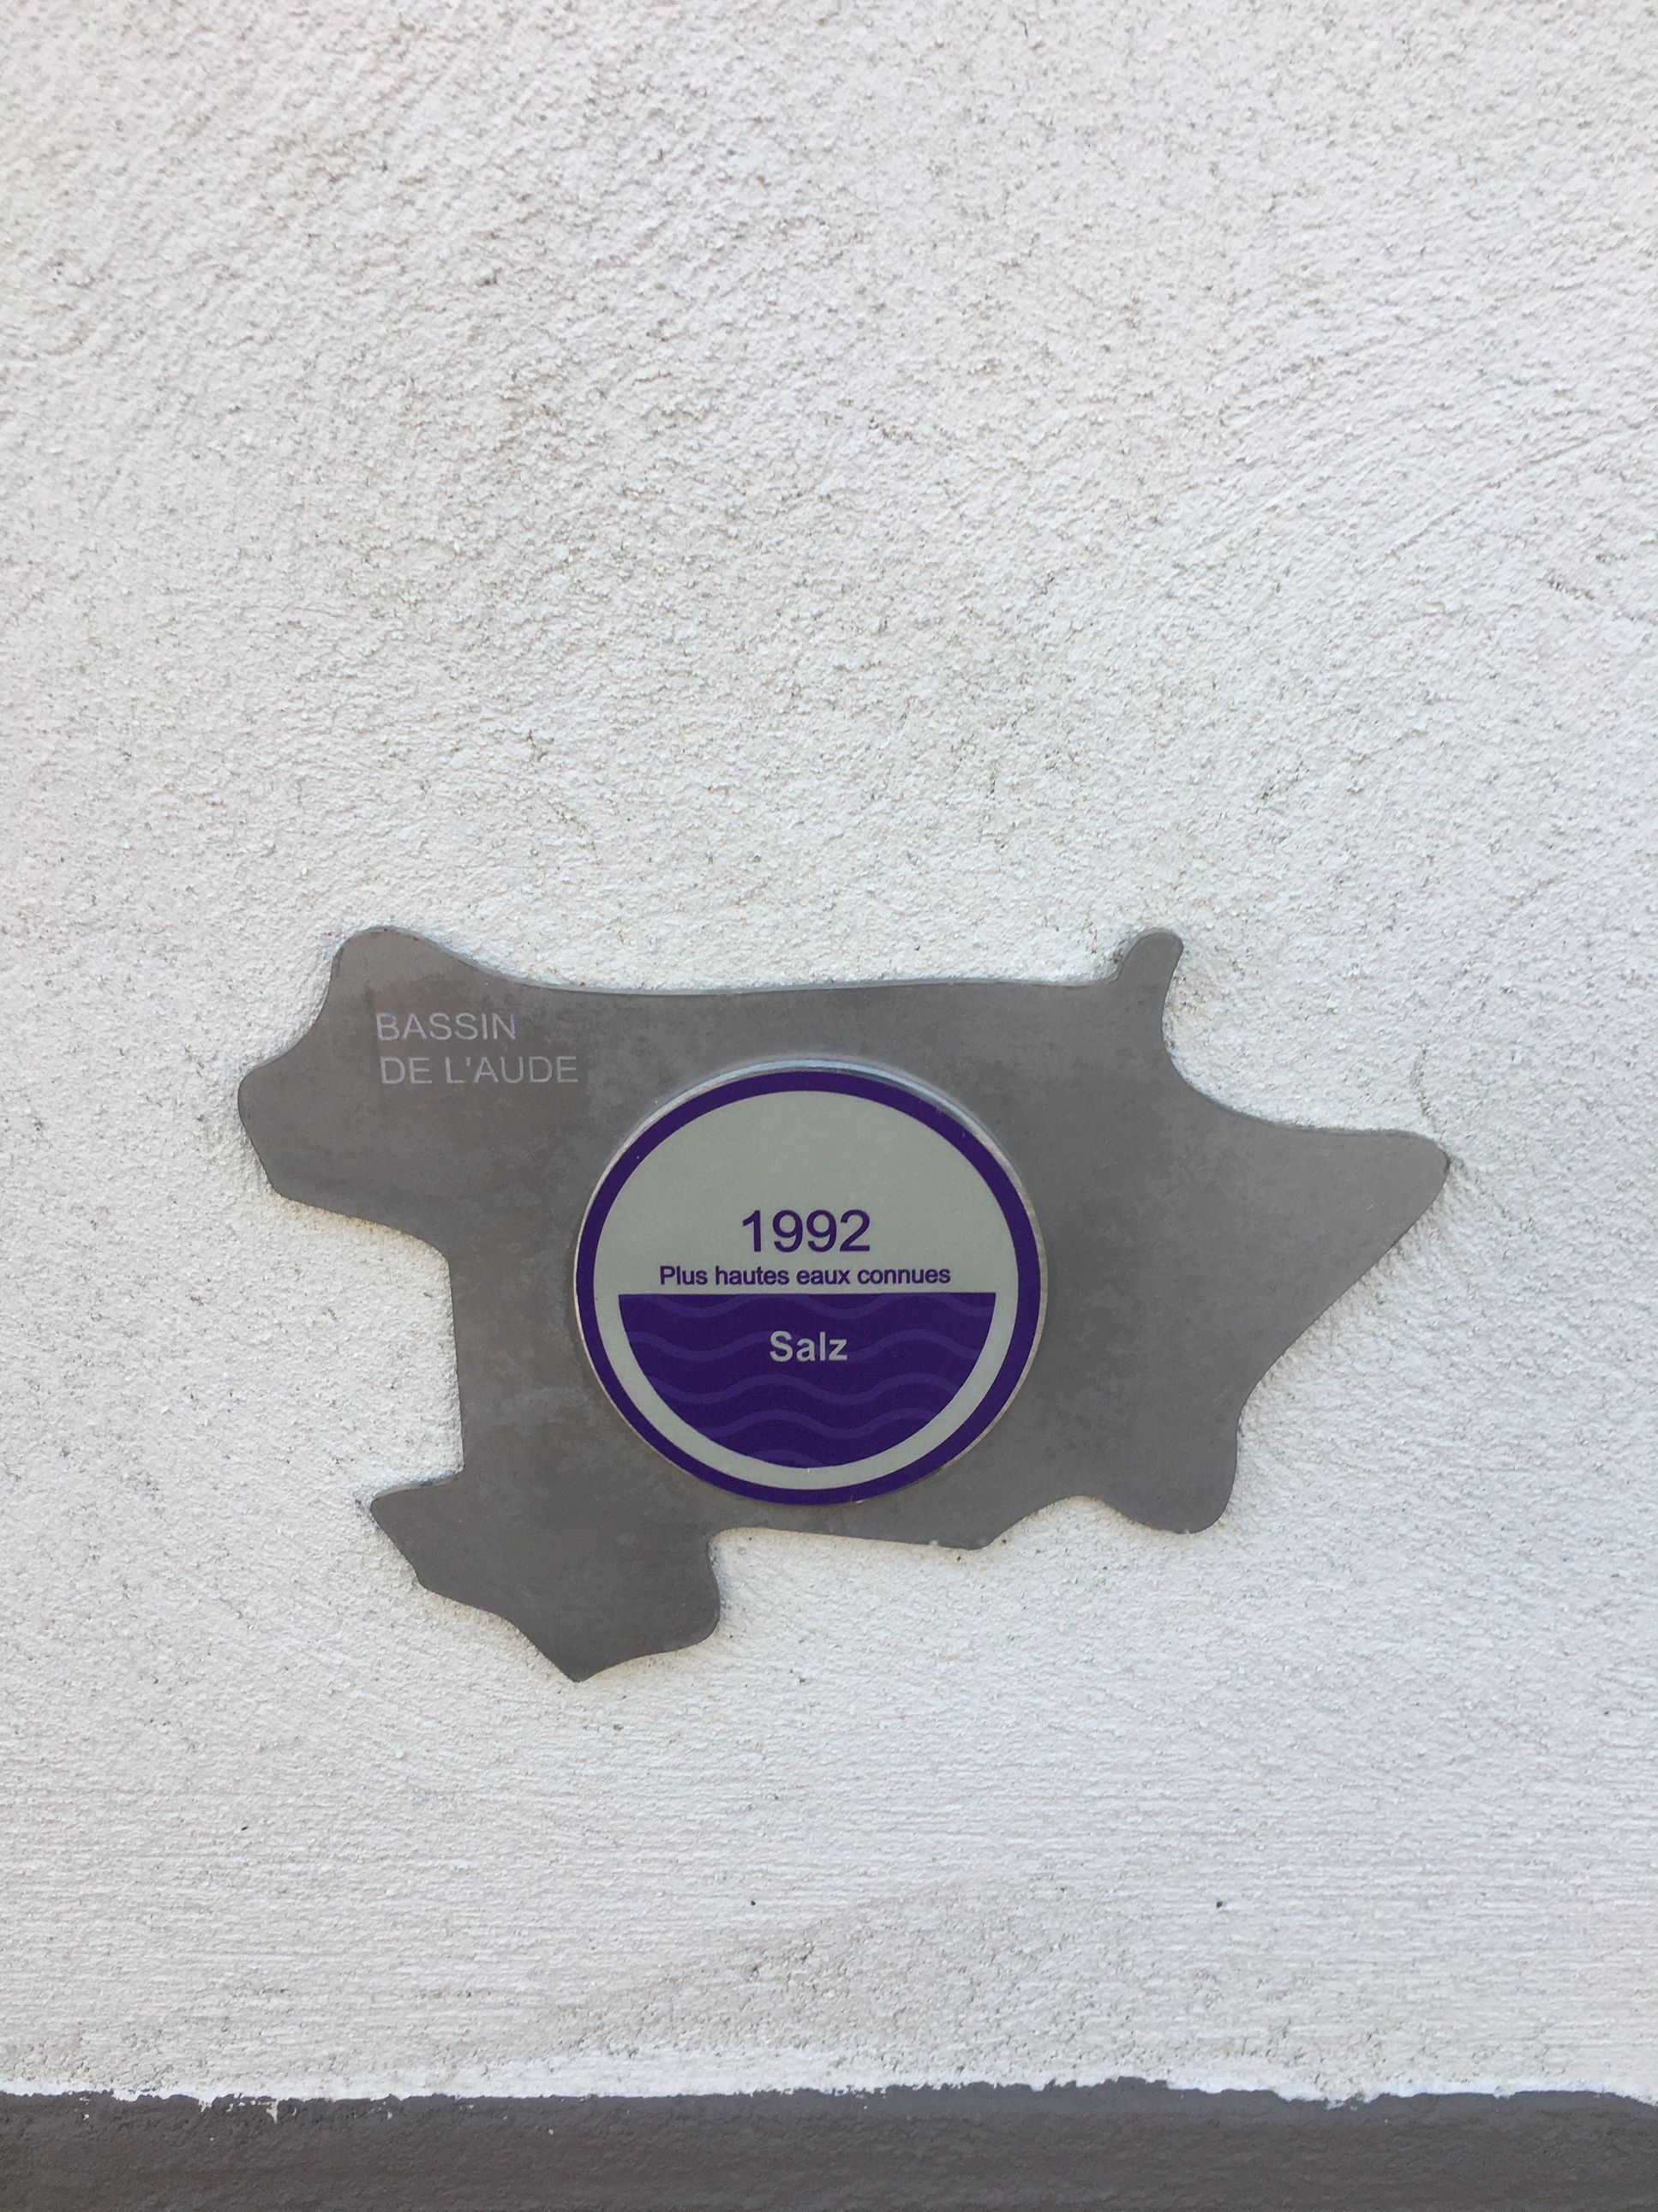 BASSIN
DE L'AUDE
1992
Plus hautes eaux connues
Salz